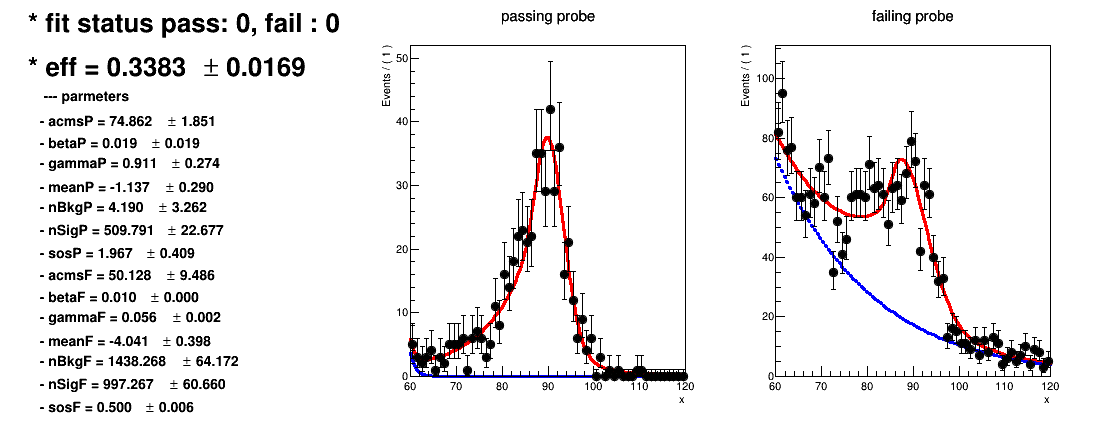 * fit status pass: 0, fail : 0
* eff = 0.3383 ± 0.0169
--- parmeters
- acmsP = 74.862 ± 1.851
- betaP = 0.019 ± 0.019
- gammaP = 0.911 ± 0.274
- meanP = -1.137 ± 0.290
- nBkgP = 4.190 ± 3.262
- nSigP = 509.791 ± 22.677
- sosP = 1.967 ± 0.409
- acmsF = 50.128 ± 9.486
- betaF = 0.010 ± 0.000
- gammaF = 0.056 ± 0.002
- meanF = -4.041 ± 0.398
- nBkgF = 1438.268 ± 64.172
- nSigF = 997.267 ± 60.660
- sosF = 0.500 ± 0.006
passing probe
Events / ( 1 )
50
40
30
20
10
0
60 70 80 90 100 110 120
x
failing probe
Events / ( 1 )
100
80
60
40
20
0
60 70 80 90 100 110 120
x